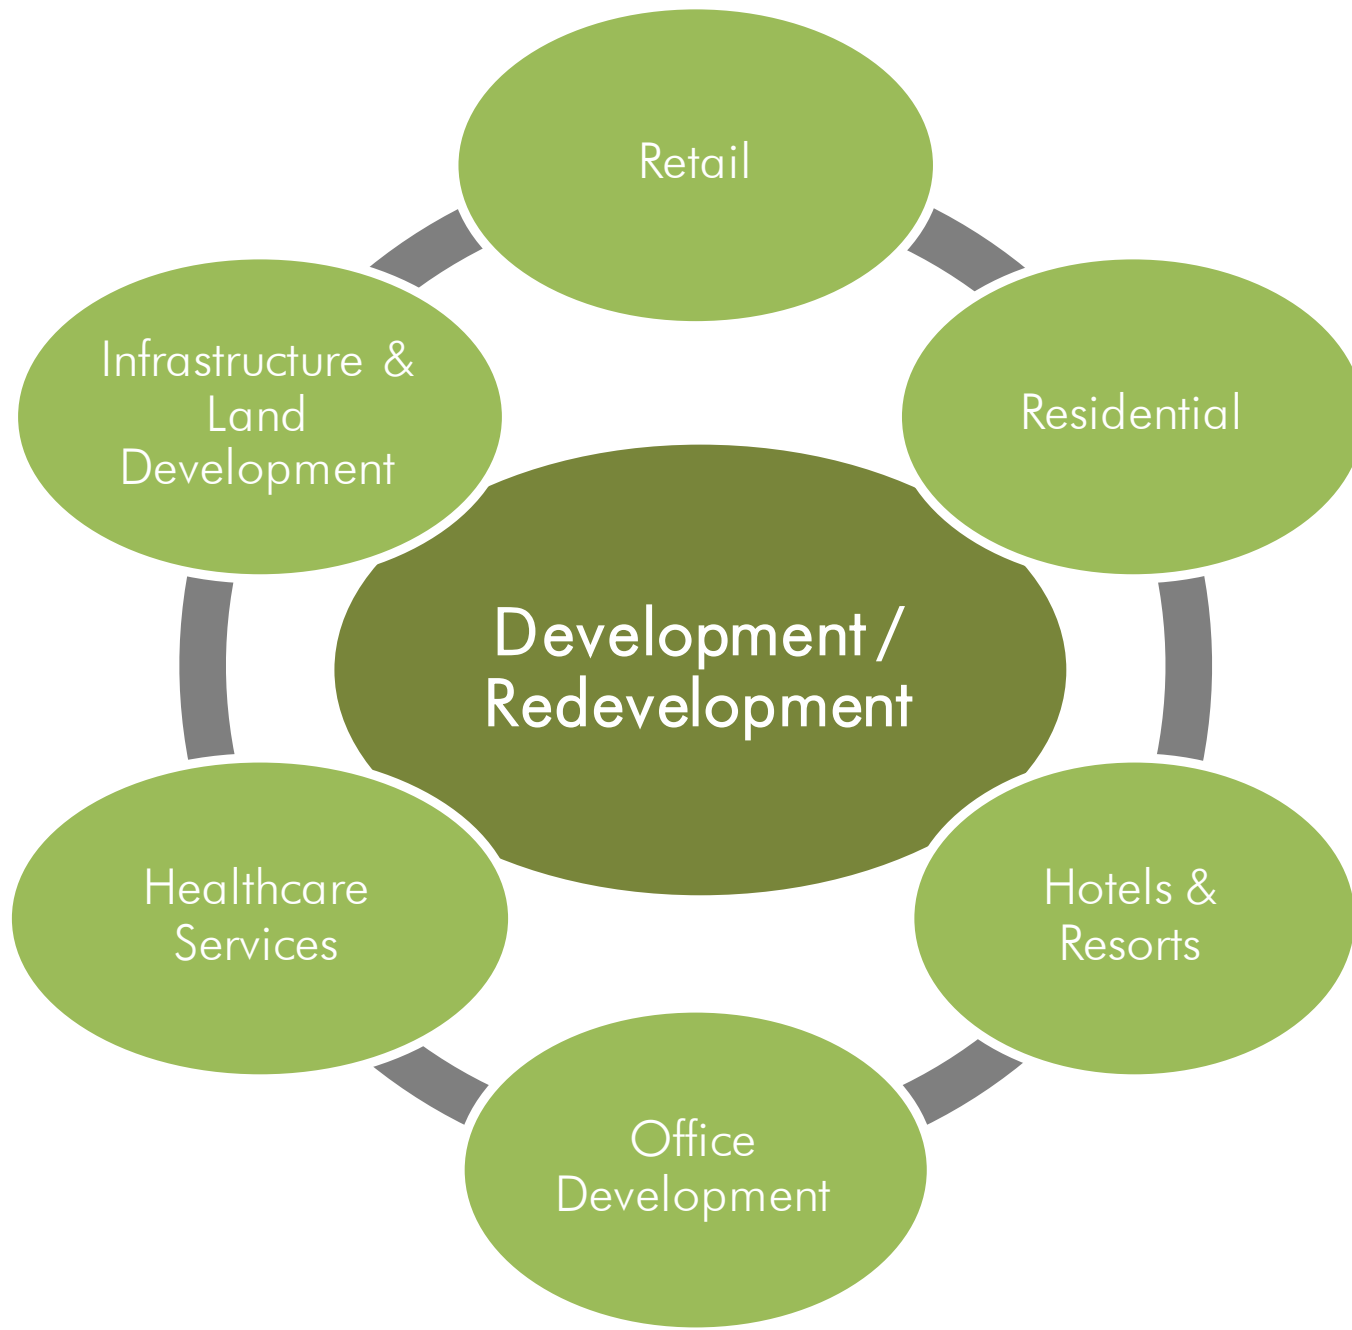 Retail
Infrastructure &
Land
Development
Residential
Development /
Redevelopment
Healthcare
Services
Hotels &
Resorts
Office
Development